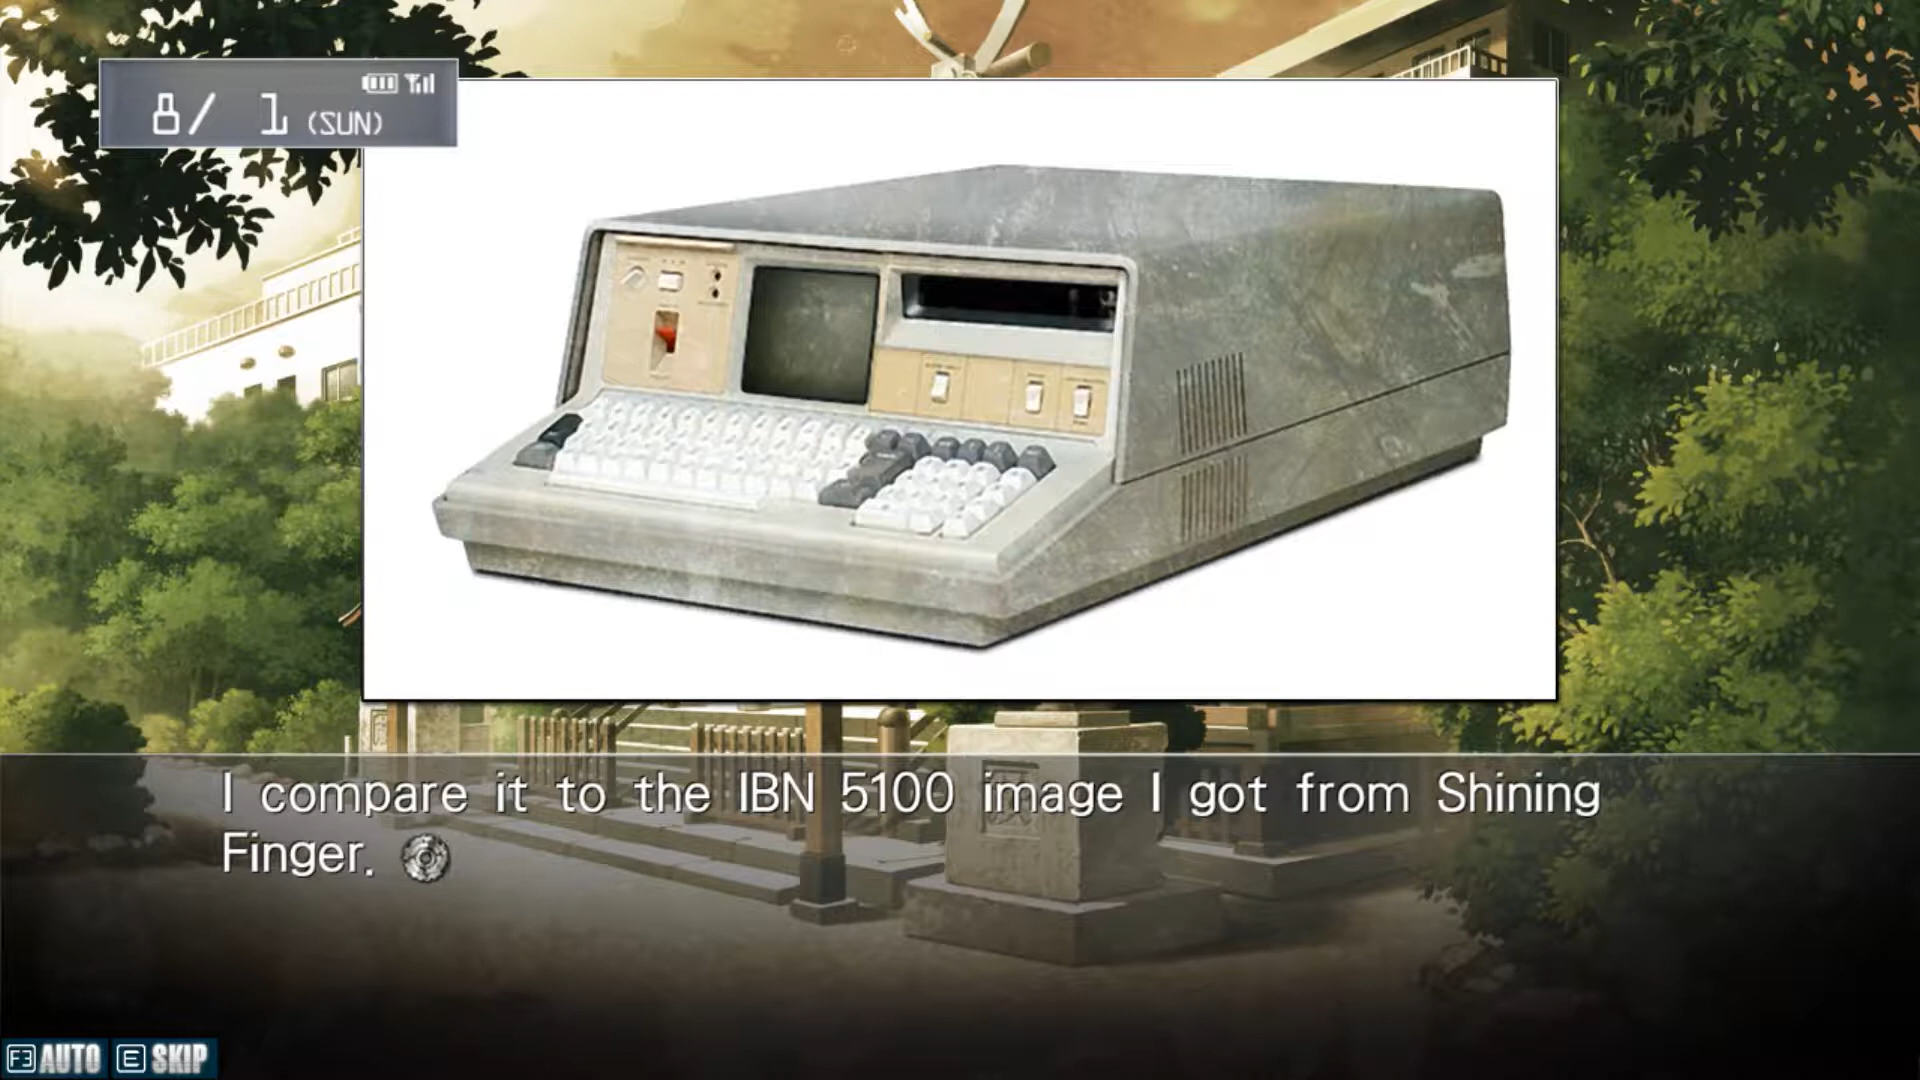 8/ 1 (SUN)
I compare it to the IBN 5100 image I got from Shining
Finger.
F3 AUTO E SKIP